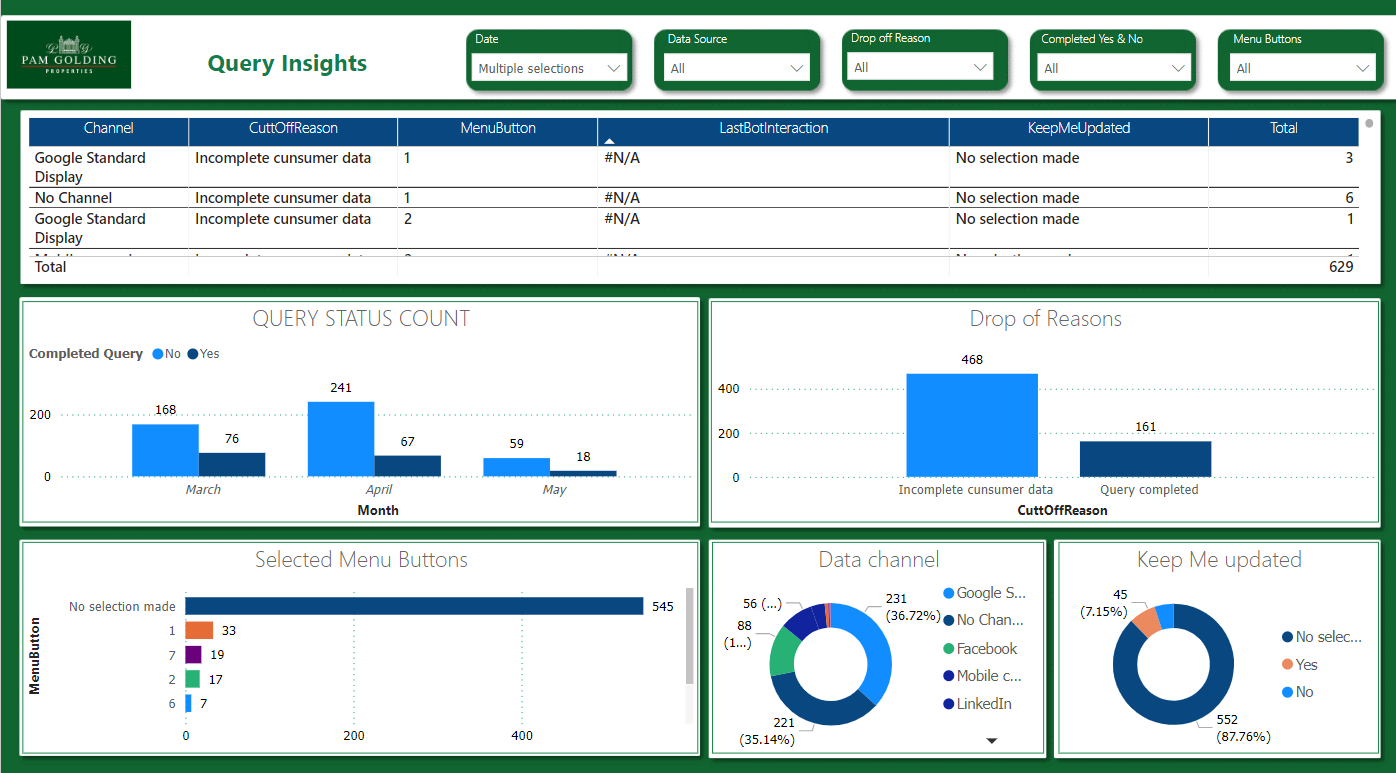 PAM GOLDING
PROPERTIES
Query Insights
Date
Multiple selections
Data Source
All
Drop off Reason
All
Completed Yes & No
All
Menu Buttons
All
Channel CuttOffReason MenuButton LastBotInteraction KeepMeUpdated Total
Google Standard Display Incomplete cunsumer data 1 #N/A No selection made 3
No Channel Incomplete cunsumer data 1 #N/A No selection made 6
Google Standard Display Incomplete cunsumer data 2 #N/A No selection made 1
Total 629
QUERY STATUS COUNT
Completed Query No Yes
200
0
168
76
241
67
59
18
March April May
Month
Drop of Reasons
400
200
0
468
161
Incomplete cunsumer data Query completed
CuttOffReason
Selected Menu Buttons
MenuButton
No selection made 545
1 33
7 19
2 17
6 7
0 200 400
Data channel
56 (...)
88
(1...)
231
(36.72%)
221
(35.14%)
Google S...
No Chan...
Facebook
Mobile c...
LinkedIn
Keep Me updated
45
(7.15%)
552
(87.76%)
No selec...
Yes
No